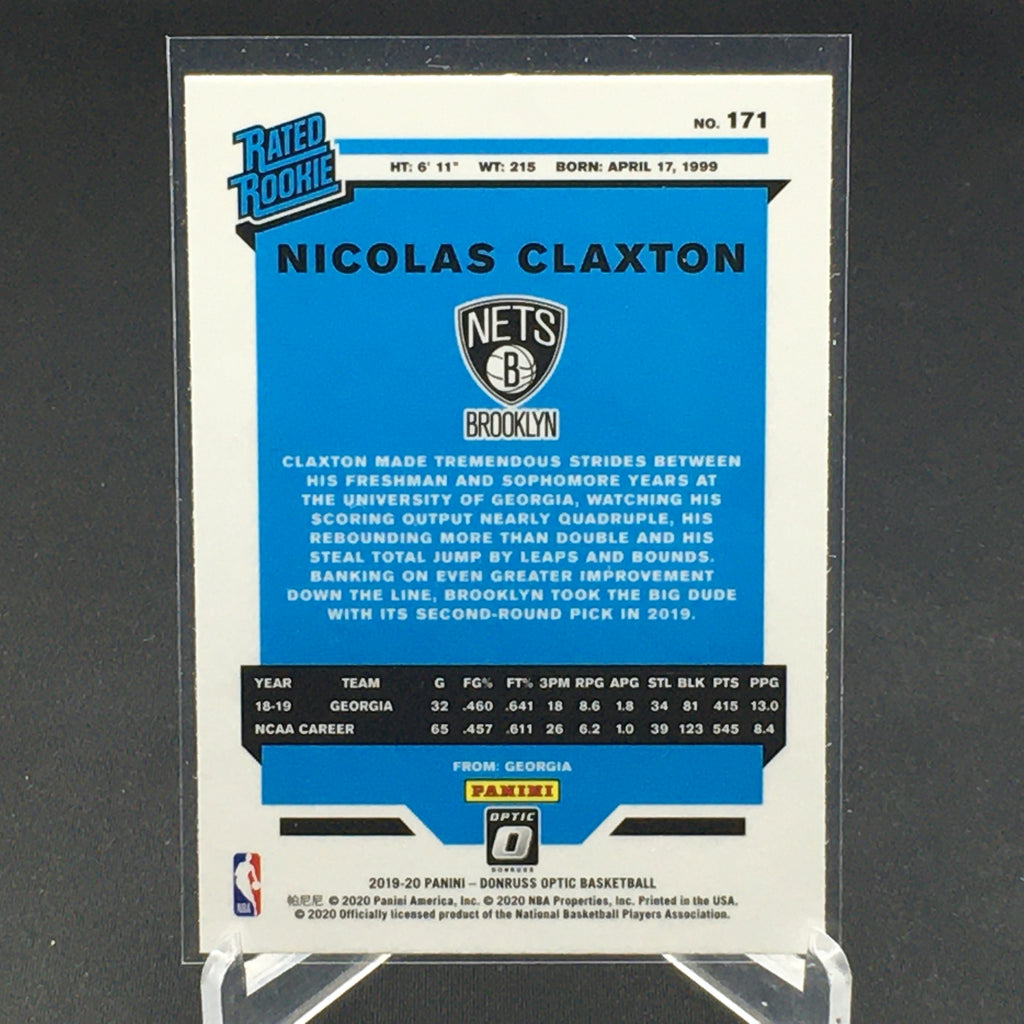 RATED
ROOKIE
NO. 171
HT: 6' 11" WT: 215 BORN: APRIL 17, 1999
NICOLAS CLAXTON
NETS
B
BROOKLYN
CLAXTON MADE TREMENDOUS STRIDES BETWEEN
HIS FRESHMAN AND SOPHOMORE YEARS AT
THE UNIVERSITY OF GEORGIA, WATCHING HIS
SCORING OUTPUT NEARLY QUADRUPLE, HIS
REBOUNDING MORE THAN DOUBLE AND HIS
STEAL TOTAL JUMP BY LEAPS AND BOUNDS.
BANKING ON EVEN GREATER IMPROVEMENT
DOWN THE LINE, BROOKLYN TOOK THE BIG DUDE
WITH ITS SECOND-ROUND PICK IN 2019.
YEAR TEAM G FG% FT% 3PM RPG APG STL BLK PTS PPG
18-19 GEORGIA 32 .460 .641 18 8.6 1.8 34 81 415 13.0
NCAA CAREER 65 .457 .611 26 6.2 1.0 39 123 545 8.4
FROM: GEORGIA
PANINI
OPTIC
O
DONRUSS
NBA
2019-20 PANINI – DONRUSS OPTIC BASKETBALL
帕尼尼 © 2020 Panini America, Inc. © 2020 NBA Properties, Inc. Printed in the USA.
© 2020 Officially licensed product of the National Basketball Players Association.